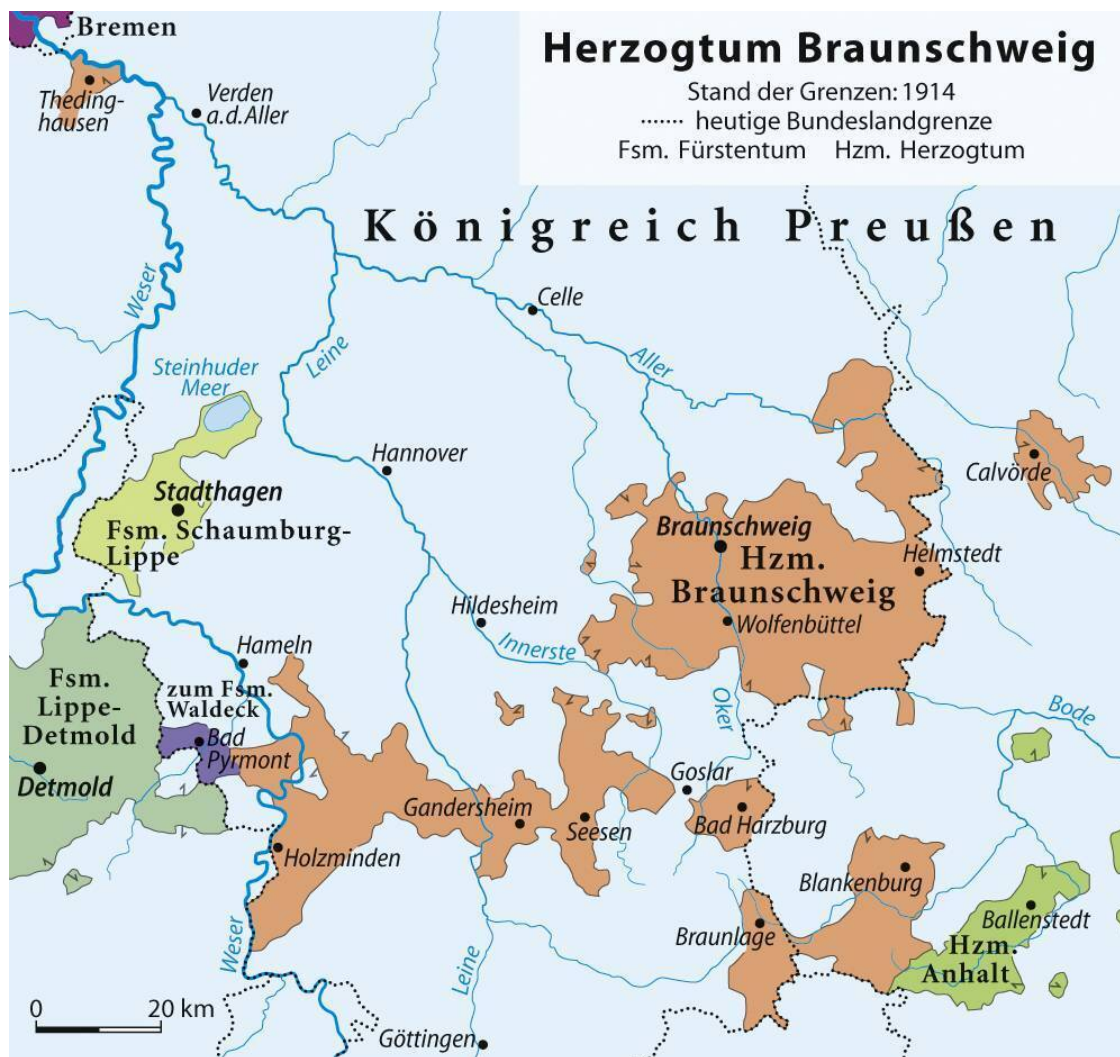 Herzogtum Braunschweig
Stand der Grenzen: 1914
heutige Bundeslandgrenze
Fsm. Fürstentum Hzm. Herzogtum
Bremen
Theding-
hausen
Verden
a.d.Aller
Königreich Preußen
Weser
Leine
Celle
Aller
Steinhuder
Meer
Hannover
Calvörde
Stadthagen
Fsm. Schaumburg-
Lippe
Braunschweig
Hzm.
Braunschweig
Helmstedt
Hildesheim
Wolfenbüttel
Innerste
Hameln
Fsm.
Lippe-
Detmold
zum Fsm.
Waldeck
Bad
Pyrmont
Oker
Bode
Detmold
Goslar
Gandersheim
Seesen
Bad Harzburg
Holzminden
Blankenburg
Ballenstedt
Braunlage
Hzm.
Anhalt
Weser
Leine
0 20 km
Göttingen